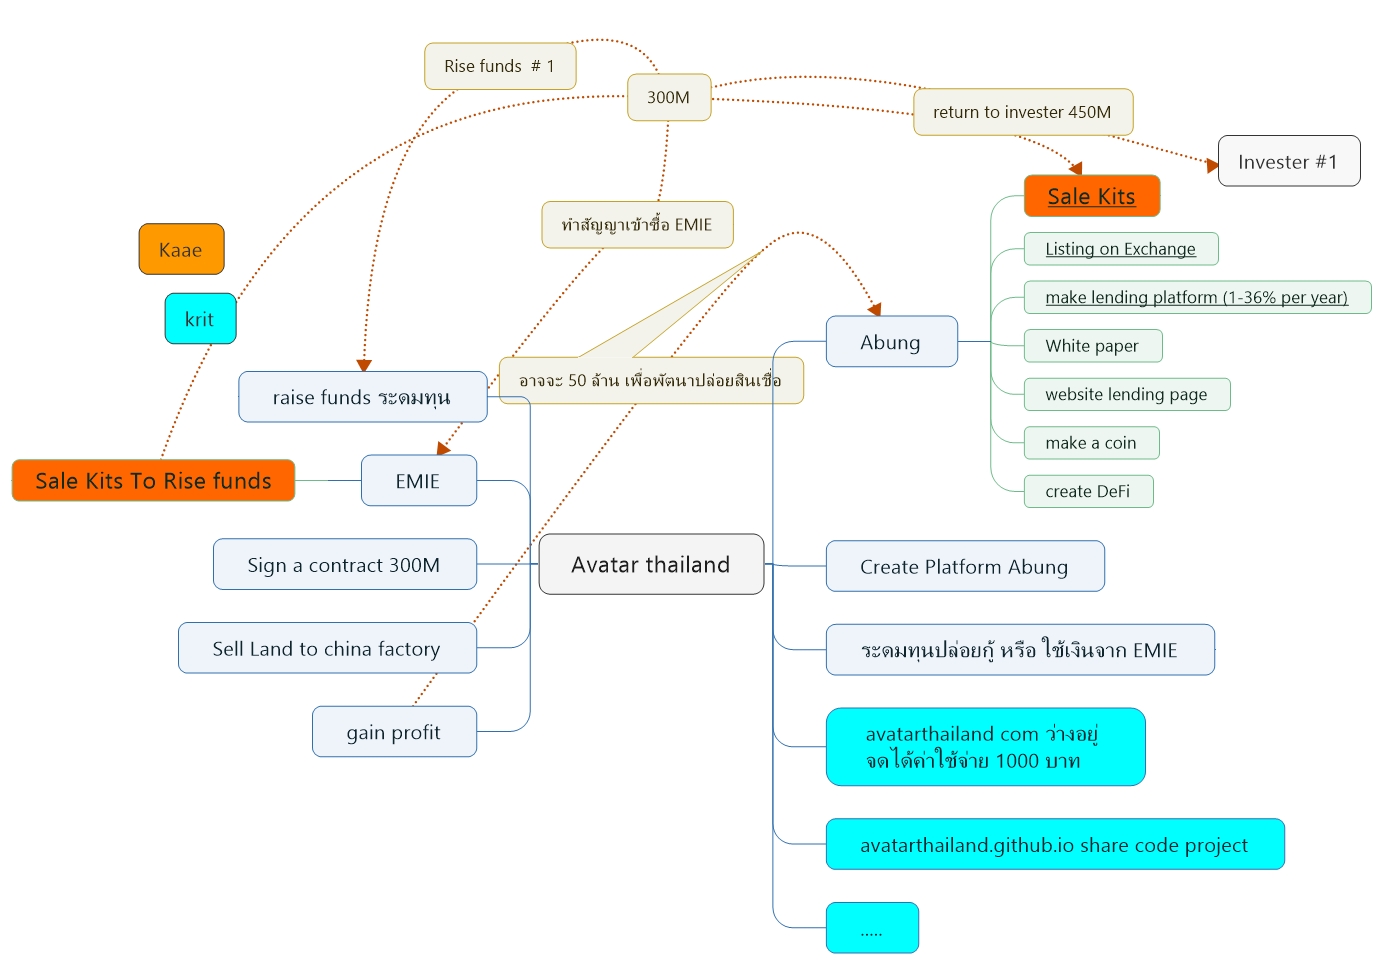 Rise funds # 1
300M
return to invester 450M
Invester #1
Sale Kits
ทำสัญญาเข้าซื้อ EMIE
Kaae
Listing on Exchange
make lending platform (1-36% per year)
krit
Abung
White paper
อาจจะ 50 ล้าน เพื่อพัฒนาปล่อยสินเชื่อ
raise funds ระดมทุน
website lending page
make a coin
Sale Kits To Rise funds
EMIE
create DeFi
Avatar thailand
Sign a contract 300M
Create Platform Abung
Sell Land to china factory
ระดมทุนปล่อยกู้ หรือ ใช้เงินจาก EMIE
gain profit
avatarthailand com ว่างอยู่
จดได้ค่าใช้จ่าย 1000 บาท
avatarthailand.github.io share code project
.....